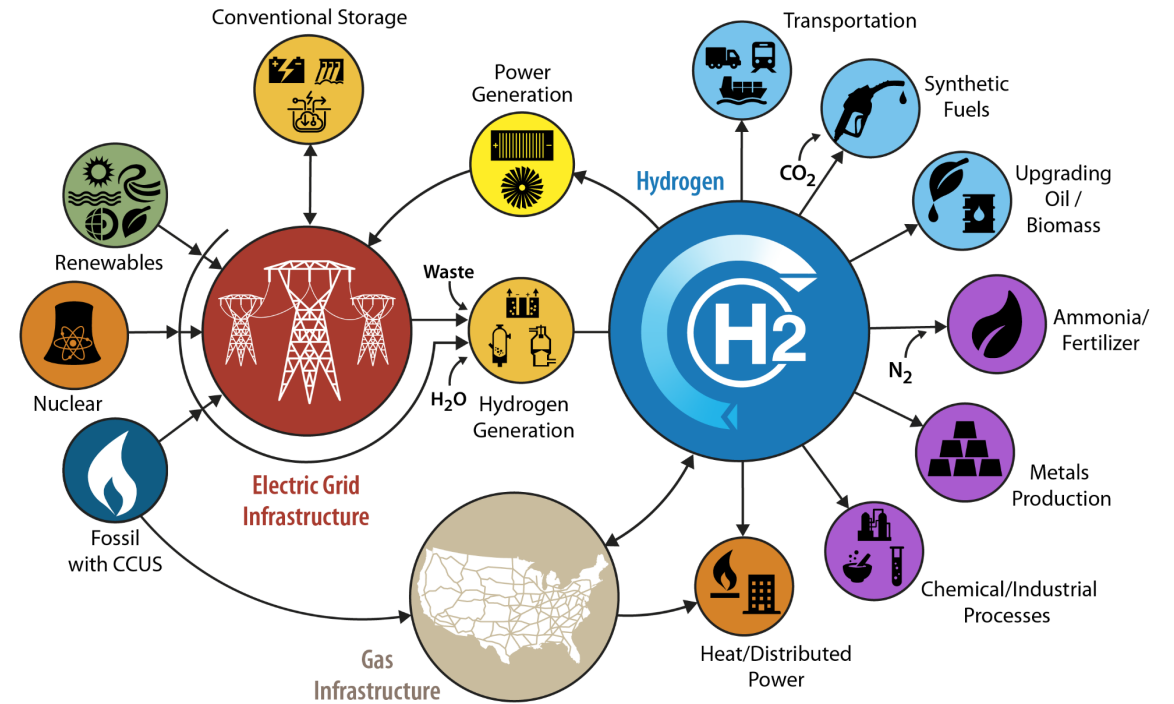 Conventional Storage
Transportation
Power
Generation
Synthetic
Fuels
CO2
Hydrogen
Upgrading
Oil /
Biomass
Renewables
Waste
H2
Ammonia/
Fertilizer
N2
Nuclear
H2O
Hydrogen
Generation
Electric Grid
Infrastructure
Metals
Production
Fossil
with CCUS
Chemical/Industrial
Processes
Gas
Infrastructure
Heat/Distributed
Power